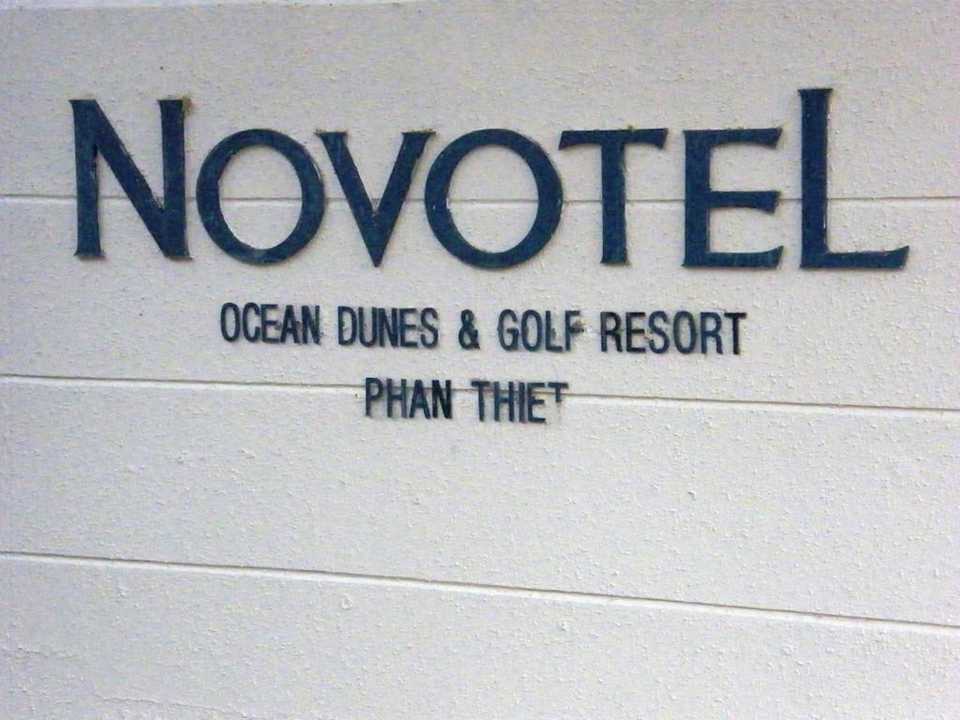 NOVOTEL
OCEAN DUNES & GOLF RESORT
PHAN THIET